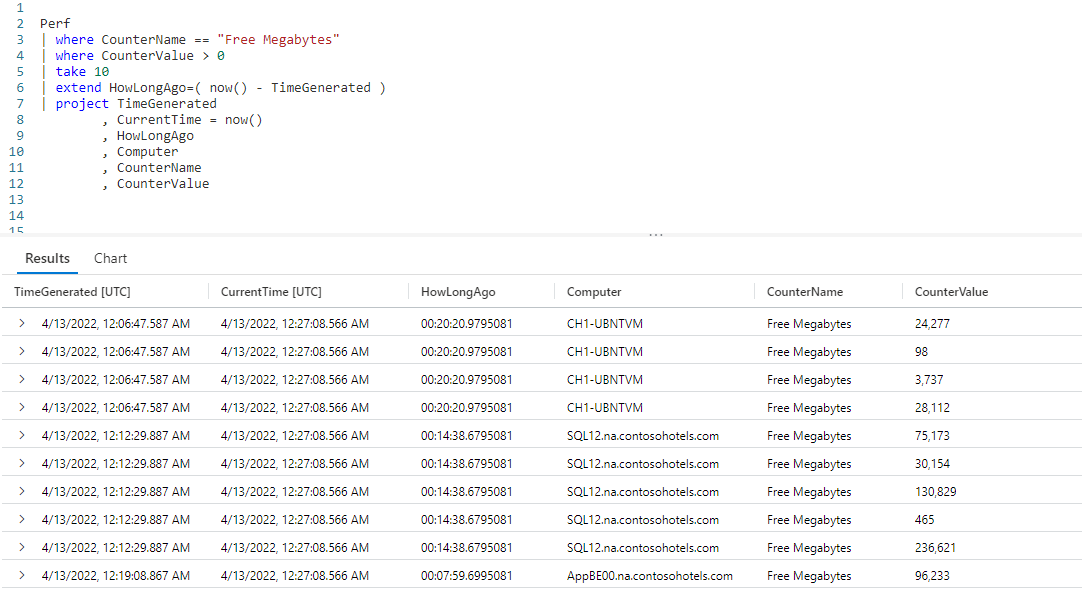 1
2 Perf
3 | where CounterName == "Free Megabytes"
4 | where CounterValue > 0
5 | take 10
6 | extend HowLongAgo=( now() - TimeGenerated )
7 | project TimeGenerated
8 , CurrentTime = now()
9 , HowLongAgo
10 , Computer
11 , CounterName
12 , CounterValue
13
14
15
...
Results Chart
TimeGenerated [UTC] CurrentTime [UTC] HowLongAgo Computer CounterName CounterValue
> 4/13/2022, 12:06:47.587 AM 4/13/2022, 12:27:08.566 AM 00:20:20.9795081 CH1-UBNTVM Free Megabytes 24,277
> 4/13/2022, 12:06:47.587 AM 4/13/2022, 12:27:08.566 AM 00:20:20.9795081 CH1-UBNTVM Free Megabytes 98
> 4/13/2022, 12:06:47.587 AM 4/13/2022, 12:27:08.566 AM 00:20:20.9795081 CH1-UBNTVM Free Megabytes 3,737
> 4/13/2022, 12:06:47.587 AM 4/13/2022, 12:27:08.566 AM 00:20:20.9795081 CH1-UBNTVM Free Megabytes 28,112
> 4/13/2022, 12:12:29.887 AM 4/13/2022, 12:27:08.566 AM 00:14:38.6795081 SQL12.na.contosohotels.com Free Megabytes 75,173
> 4/13/2022, 12:12:29.887 AM 4/13/2022, 12:27:08.566 AM 00:14:38.6795081 SQL12.na.contosohotels.com Free Megabytes 30,154
> 4/13/2022, 12:12:29.887 AM 4/13/2022, 12:27:08.566 AM 00:14:38.6795081 SQL12.na.contosohotels.com Free Megabytes 130,829
> 4/13/2022, 12:12:29.887 AM 4/13/2022, 12:27:08.566 AM 00:14:38.6795081 SQL12.na.contosohotels.com Free Megabytes 465
> 4/13/2022, 12:12:29.887 AM 4/13/2022, 12:27:08.566 AM 00:14:38.6795081 SQL12.na.contosohotels.com Free Megabytes 236,621
> 4/13/2022, 12:19:08.867 AM 4/13/2022, 12:27:08.566 AM 00:07:59.6995081 AppBE00.na.contosohotels.com Free Megabytes 96,233